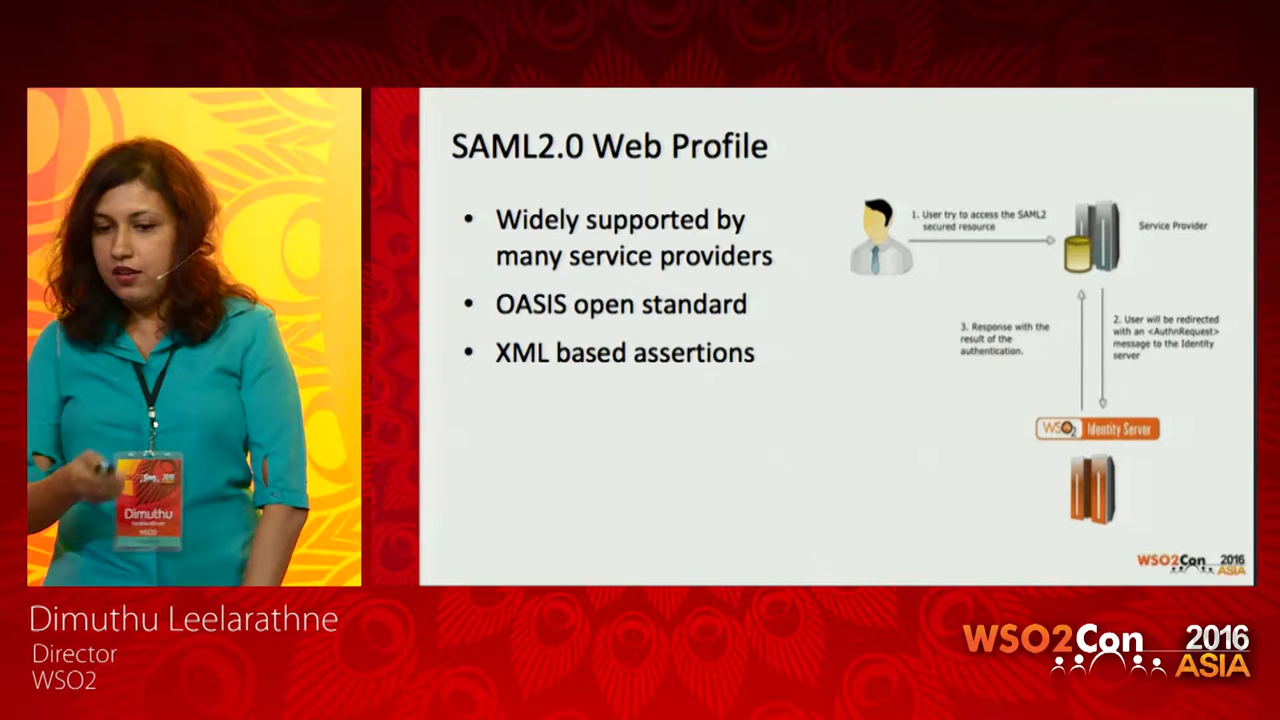 SAML2.0 Web Profile
• Widely supported by
many service providers
• OASIS open standard
• XML based assertions
1. User try to access the SAML2
secured resource
Service Provider
3. Response with the
result of the
authentication.
2. User will be redirected
with an <AuthnRequest>
message to the Identity
server
WSO2 Identity Server
WSO2Con 2016
ASIA
2016
Dimuthu
WSO2
Dimuthu Leelarathne
Director
WSO2
WSO2Con 2016
ASIA